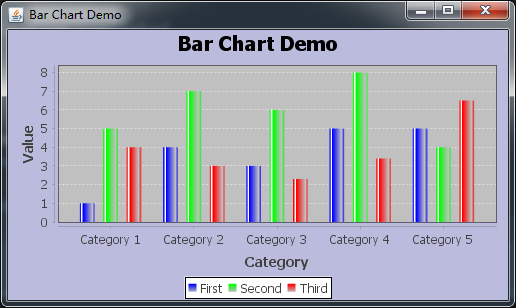 Bar Chart Demo
Bar Chart Demo
8
7
6
5
4
3
2
1
0
Value
Category 1 Category 2 Category 3 Category 4 Category 5
Category
First Second Third